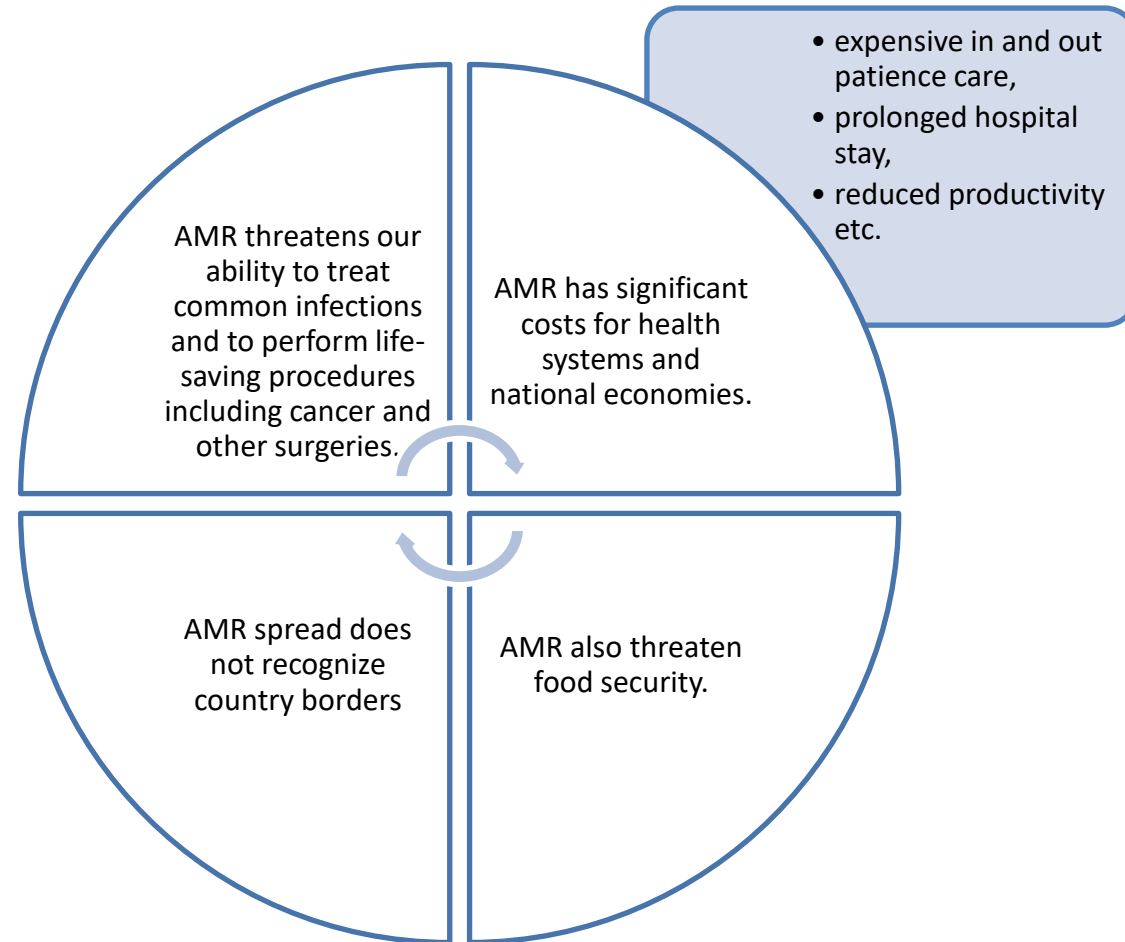 • expensive in and out
patience care,
• prolonged hospital
stay,
• reduced productivity
etc.
AMR threatens our
ability to treat
common infections
and to perform life-
saving procedures
including cancer and
other surgeries.
AMR has significant
costs for health
systems and
national economies.
AMR spread does
not recognize
country borders
AMR also threaten
food security.